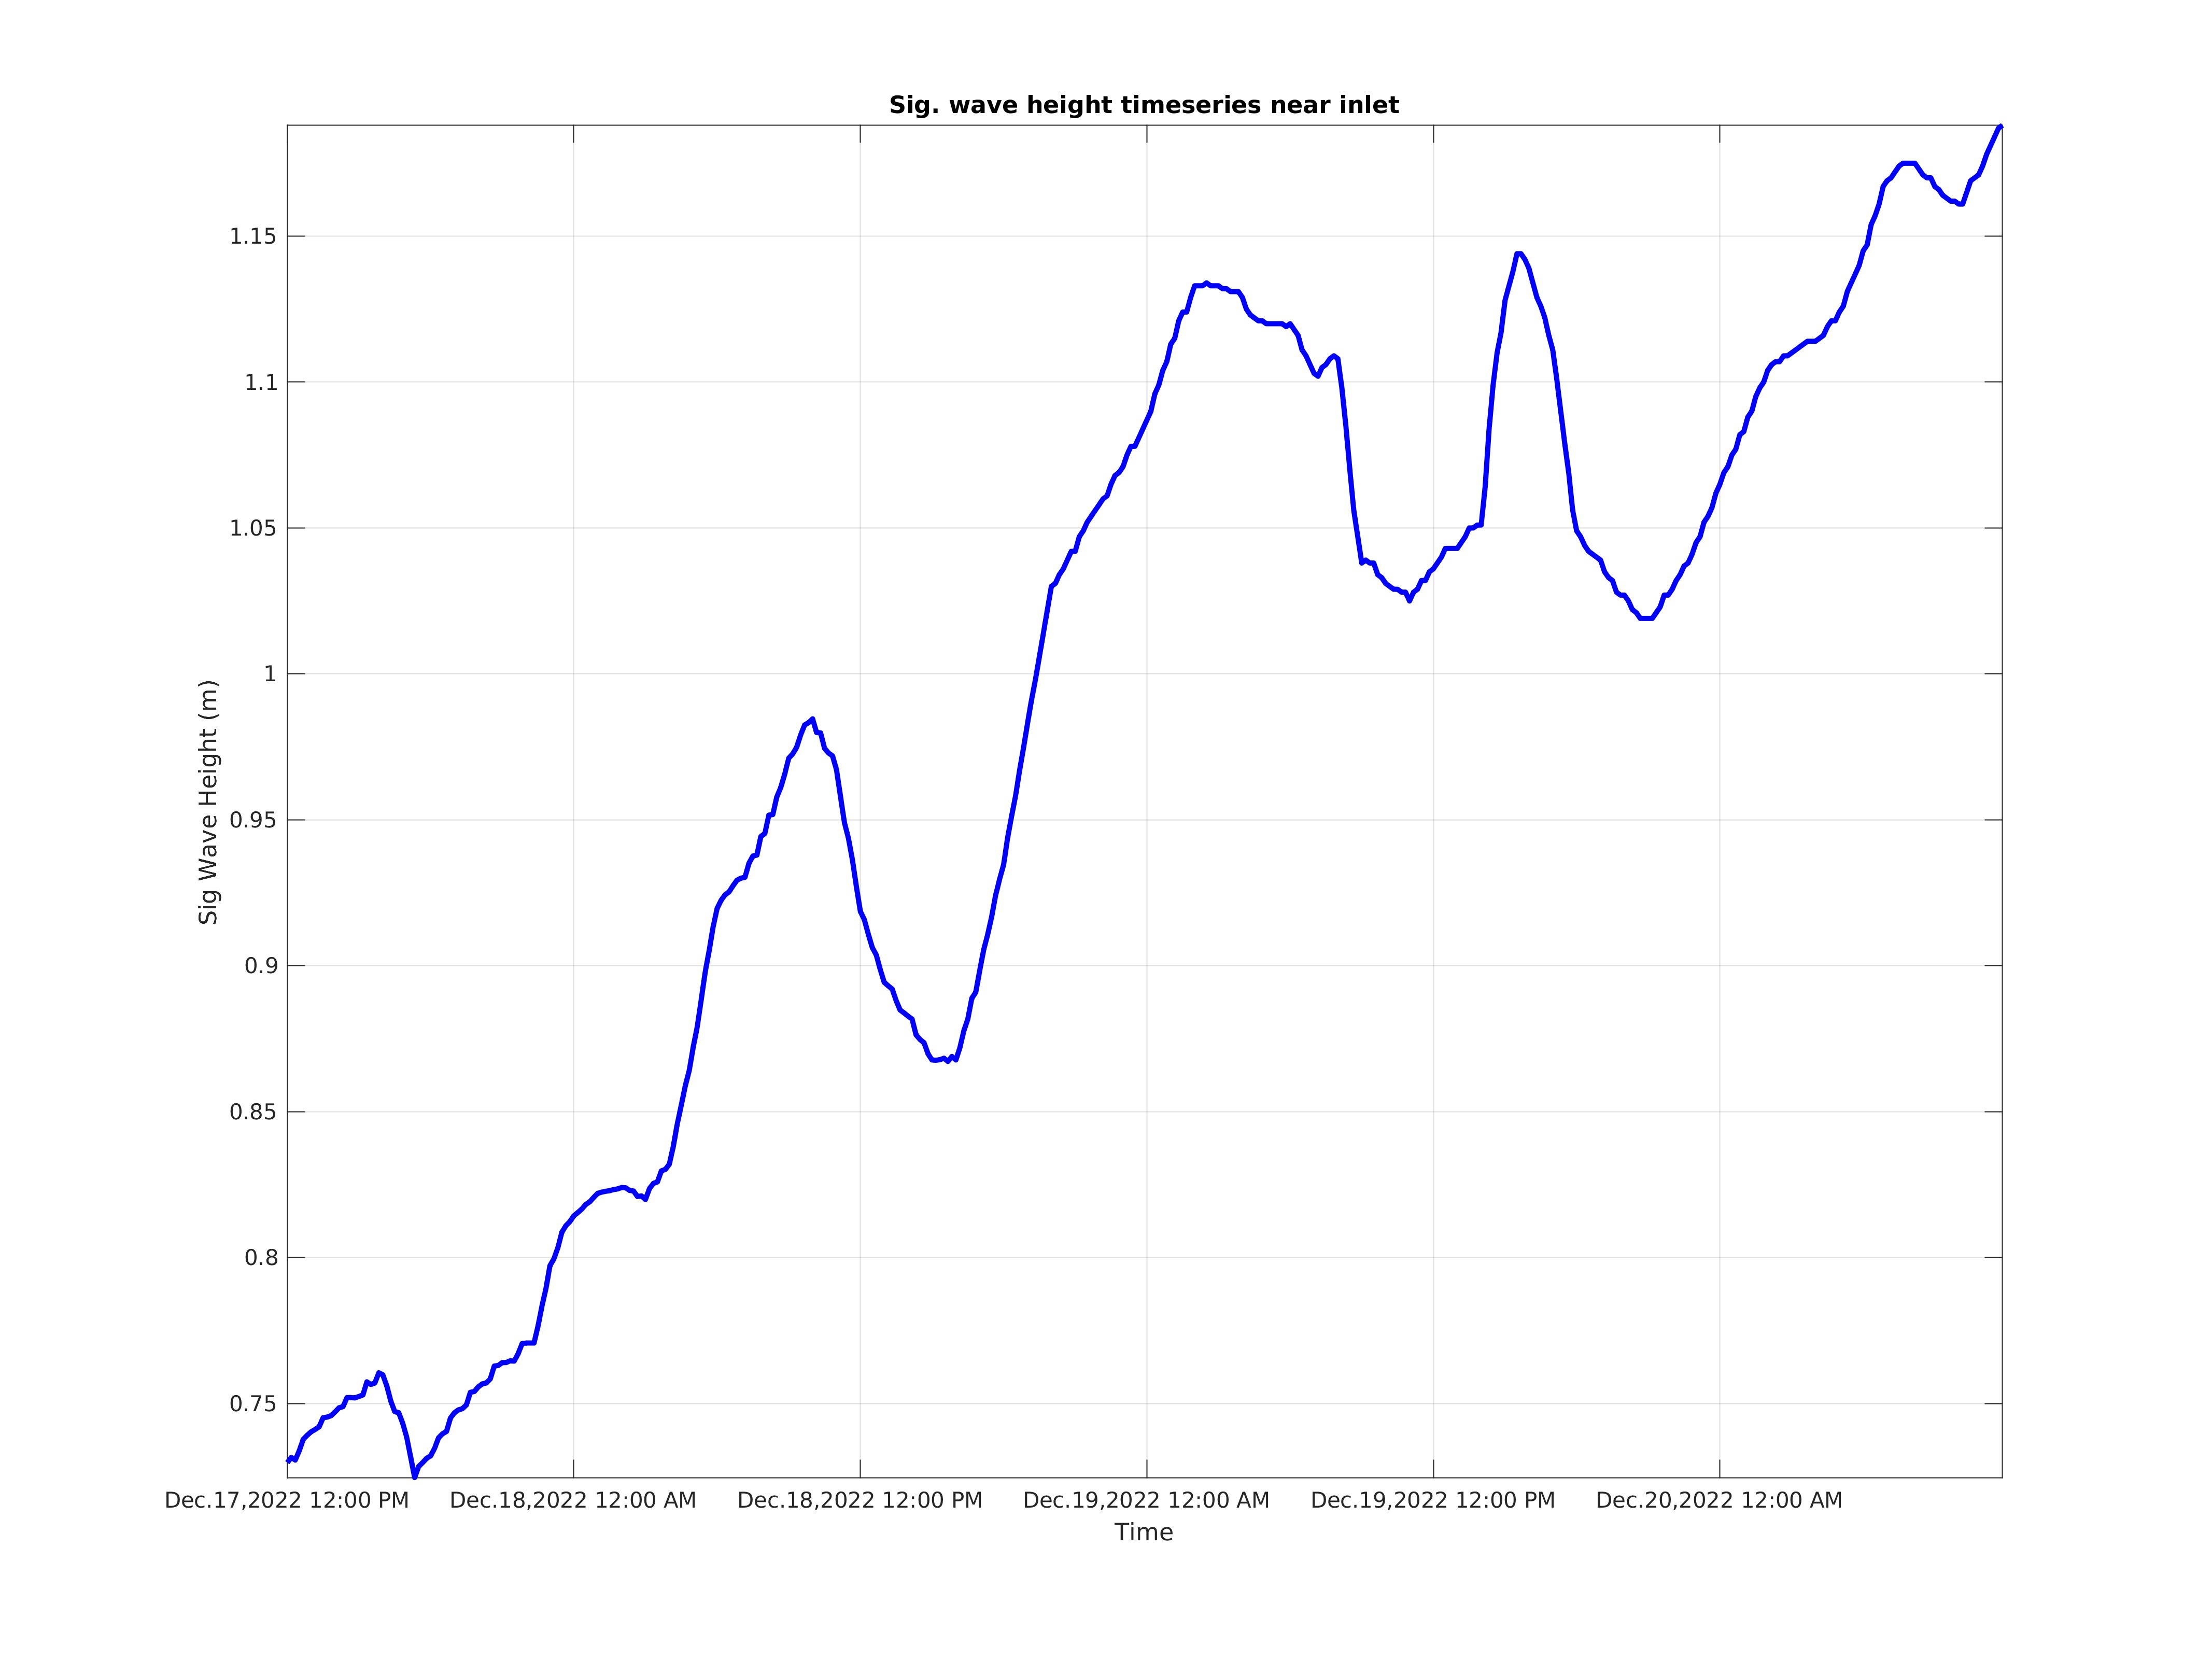 Sig. wave height timeseries near inlet
1.15
1.1
1.05
1
0.95
0.9
0.85
0.8
0.75
Sig Wave Height (m)
Dec.17,2022 12:00 PM
Dec.18,2022 12:00 AM
Dec.18,2022 12:00 PM
Dec.19,2022 12:00 AM
Dec.19,2022 12:00 PM
Dec.20,2022 12:00 AM
Time